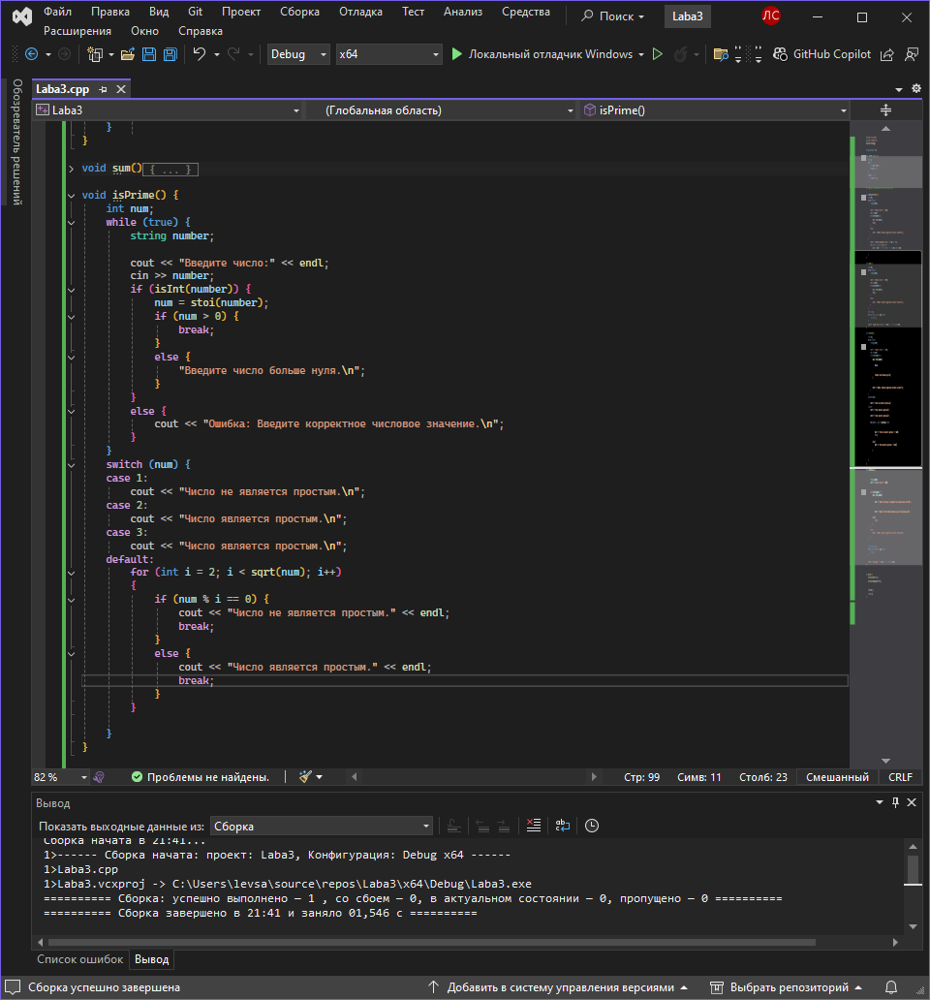 Файл Правка Вид Git Проект Сборка Отладка Тест Анализ Средства Поиск Laba3 ЛС
Расширения Окно Справка
Debug x64 Локальный отладчик Windows GitHub Copilot
Обозреватель решений
Laba3.cpp
Laba3 (Глобальная область) isPrime()
}
}
void sum(){ ... }
void isPrime() {
int num;
while (true) {
string number;
cout << "Введите число:" << endl;
cin >> number;
if (isInt(number)) {
num = stoi(number);
if (num > 0) {
break;
}
else {
"Введите число больше нуля.\n";
}
}
else {
cout << "Ошибка: Введите корректное числовое значение.\n";
}
}
switch (num) {
case 1:
cout << "Число не является простым.\n";
case 2:
cout << "Число является простым.\n";
case 3:
cout << "Число является простым.\n";
default:
for (int i = 2; i < sqrt(num); i++)
{
if (num % i == 0) {
cout << "Число не является простым." << endl;
break;
}
else {
cout << "Число является простым." << endl;
break;
}
}
}
}
82 % Проблемы не найдены. Стр: 99 Симв: 11 Столб: 23 Смешанный CRLF
Вывод
Показать выходные данные из: Сборка
Сборка начата в 21:41...
1>------ Сборка начата: проект: Laba3, Конфигурация: Debug x64 ------
1>Laba3.cpp
1>Laba3.vcxproj -> C:\Users\levsa\source\repos\Laba3\x64\Debug\Laba3.exe
========== Сборка: успешно выполнено — 1 , со сбоем — 0, в актуальном состоянии — 0, пропущено — 0 ==========
========== Сборка завершено в 21:41 и заняло 01,546 с ==========
Список ошибок Вывод
Сборка успешно завершена Добавить в систему управления версиями Выбрать репозиторий